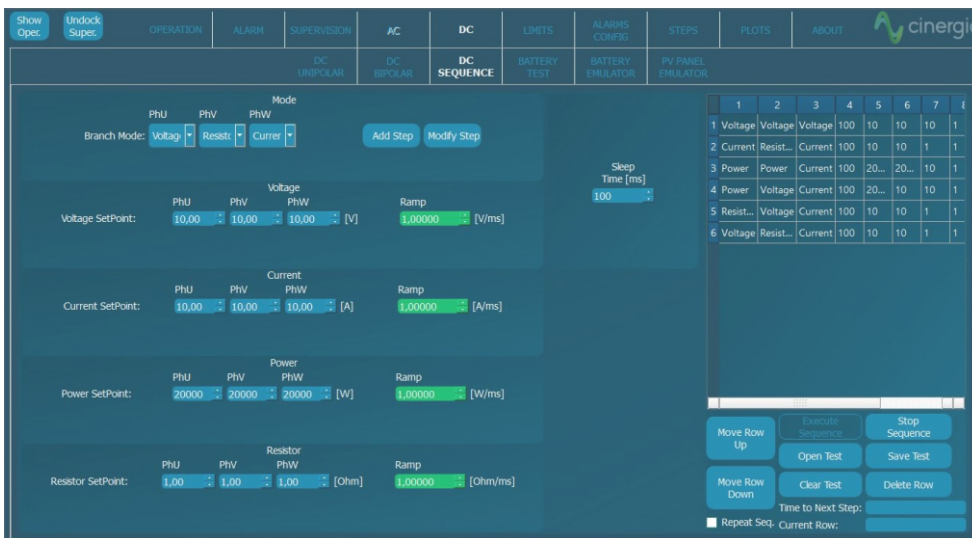 Show Oper.
Undock Super.
OPERATION ALARM SUPERVISION AC DC LIMITS ALARMS CONFIG STEPS PLOTS ABOUT
cinergi
DC UNIPOLAR DC BIPOLAR DC SEQUENCE BATTERY TEST BATTERY EMULATOR PV PANEL EMULATOR
Mode
PhU PhV PhW
Branch Mode: Voltag Resistc Currer
Add Step Modify Step
Sleep
Time [ms]
100
Voltage
PhU PhV PhW Ramp
Voltage SetPoint: 10,00 10,00 10,00 [V] 1,00000 [V/ms]
Current
PhU PhV PhW Ramp
Current SetPoint: 10,00 10,00 10,00 [A] 1,00000 [A/ms]
Power
PhU PhV PhW Ramp
Power SetPoint: 20000 20000 20000 [W] 1,00000 [W/ms]
Resistor
PhU PhV PhW Ramp
Resistor SetPoint: 1,00 1,00 1,00 [Ohm] 1,00000 [Ohm/ms]
1 2 3 4 5 6 7 8
1 Voltage Voltage Voltage 100 10 10 10 1
2 Current Resist... Current 100 10 10 1 1
3 Power Power Current 100 20... 20... 10 1
4 Power Voltage Current 100 20... 10 10 1
5 Resist... Voltage Current 100 10 10 1 1
6 Voltage Resist... Current 100 10 10 1 1
Move Row Up
Execute Sequence
Stop Sequence
Open Test Save Test
Move Row Down
Clear Test Delete Row
Time to Next Step:
Repeat Seq. Current Row: